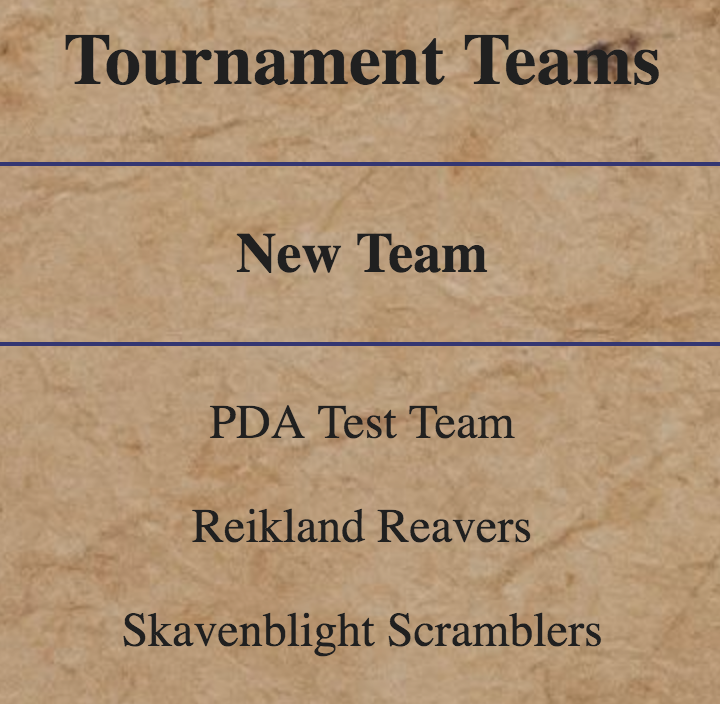 Tournament Teams
New Team
PDA Test Team
Reikland Reavers
Skavenblight Scramblers